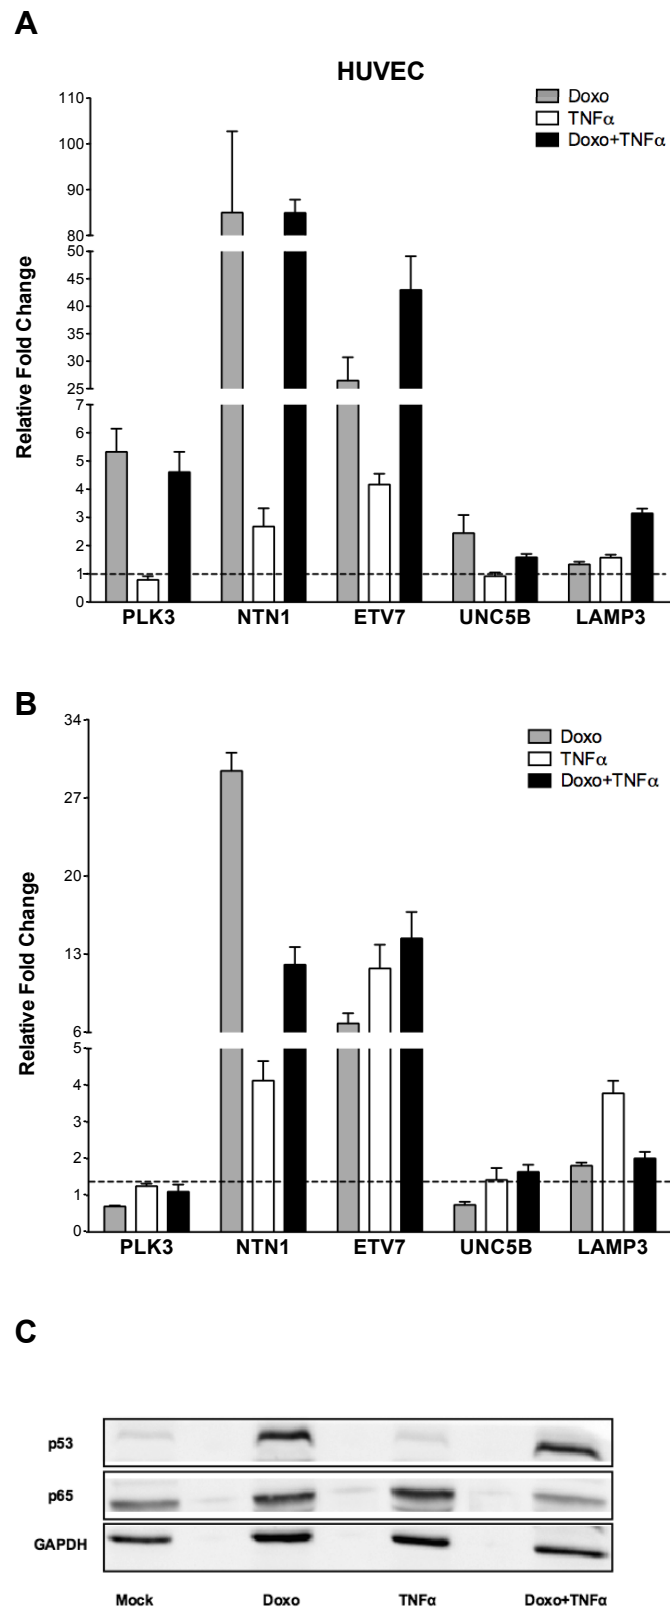 A
HUVEC
Doxo
TNFα
Doxo+TNFα
Relative Fold Change
110
100
90
80
50
45
40
35
30
25
7
6
5
4
3
2
1
0
PLK3 NTN1 ETV7 UNC5B LAMP3
B
Doxo
TNFα
Doxo+TNFα
Relative Fold Change
34
27
20
13
6
5
4
3
2
1
0
PLK3 NTN1 ETV7 UNC5B LAMP3
C
p53
p65
GAPDH
Mock Doxo TNFα Doxo+TNFα